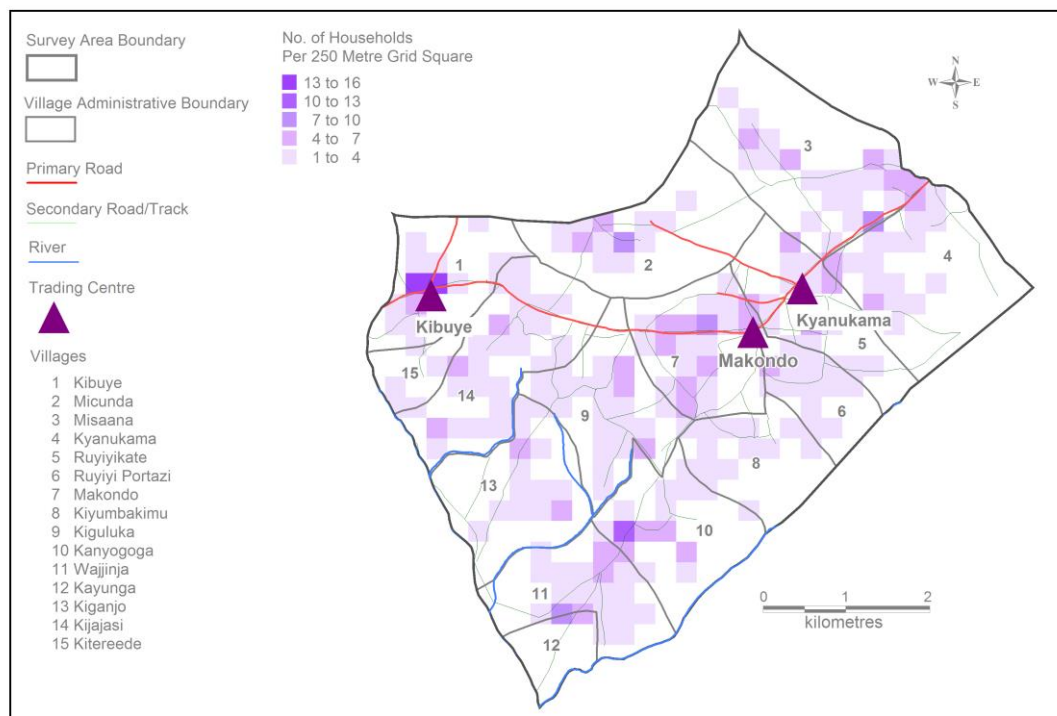 Survey Area Boundary
Village Administrative Boundary
Primary Road
Secondary Road/Track
River
Trading Centre
Villages
1 Kibuye
2 Micunda
3 Misaana
4 Kyanukama
5 Ruyiyikate
6 Ruyiyi Portazi
7 Makondo
8 Kiyumbakimu
9 Kiguluka
10 Kanyogoga
11 Wajjinja
12 Kayunga
13 Kiganjo
14 Kijajasi
15 Kitereede
No. of Households
Per 250 Metre Grid Square
13 to 16
10 to 13
7 to 10
4 to 7
1 to 4
N
W E
S
3
4
1
2
Kibuye
Kyanukama
Makondo
5
7
15
14
6
9
8
13
10
11
12
0 1 2
kilometres